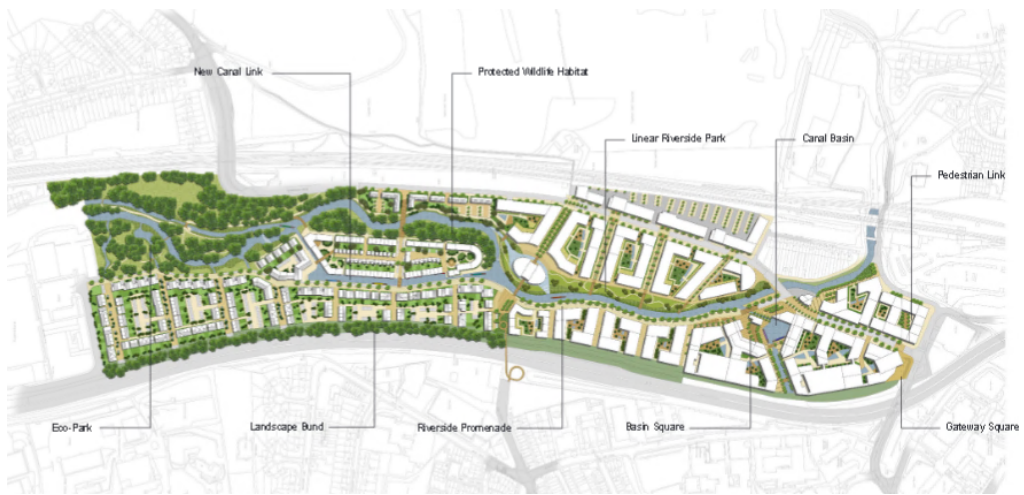 New Canal Link
Protected Wildlife Habitat
Linear Riverside Park
Canal Basin
Pedestrian Link
Eco-Park
Landscape Bund
Riverside Promenade
Basin Square
Gateway Square